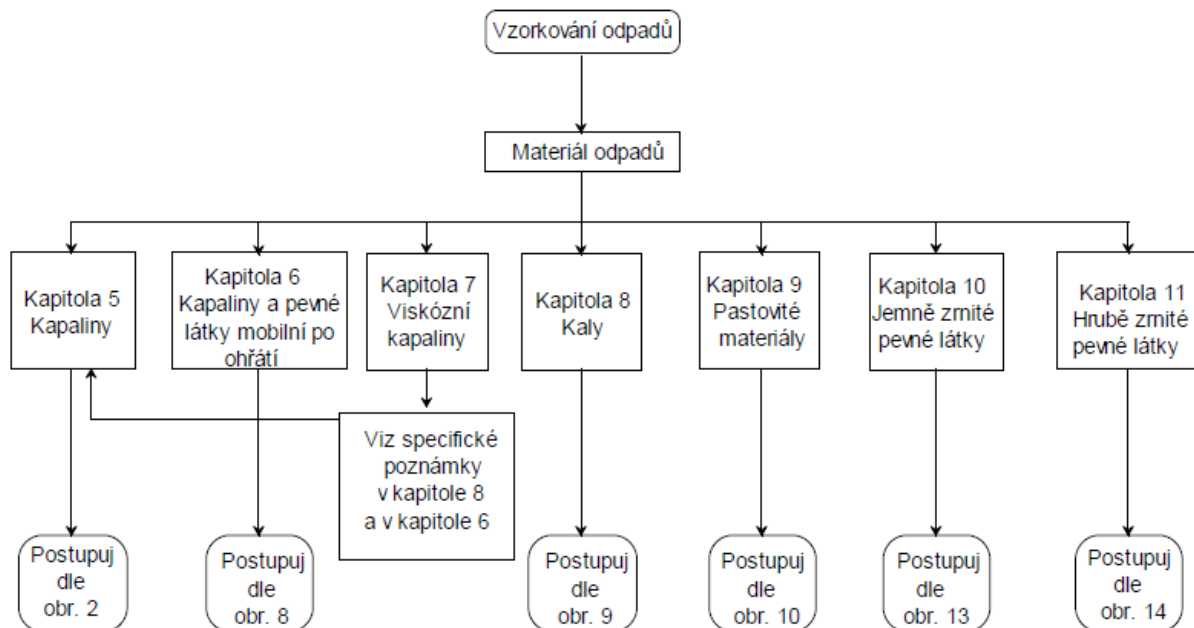 Vzorkování odpadů
Materiál odpadů
Kapitola 5
Kapaliny
Kapitola 6
Kapaliny a pevné
látky mobilní po
ohřátí
Kapitola 7
Viskózní
kapaliny
Kapitola 8
Kaly
Kapitola 9
Pastovité
materiály
Kapitola 10
Jemně zrnité
pevné látky
Kapitola 11
Hrubě zrnité
pevné látky
Viz specifické
poznámky
v kapitole 8
a v kapitole 6
Postupuj
dle
obr. 2
Postupuj
dle
obr. 8
Postupuj
dle
obr. 9
Postupuj
dle
obr. 10
Postupuj
dle
obr. 13
Postupuj
dle
obr. 14